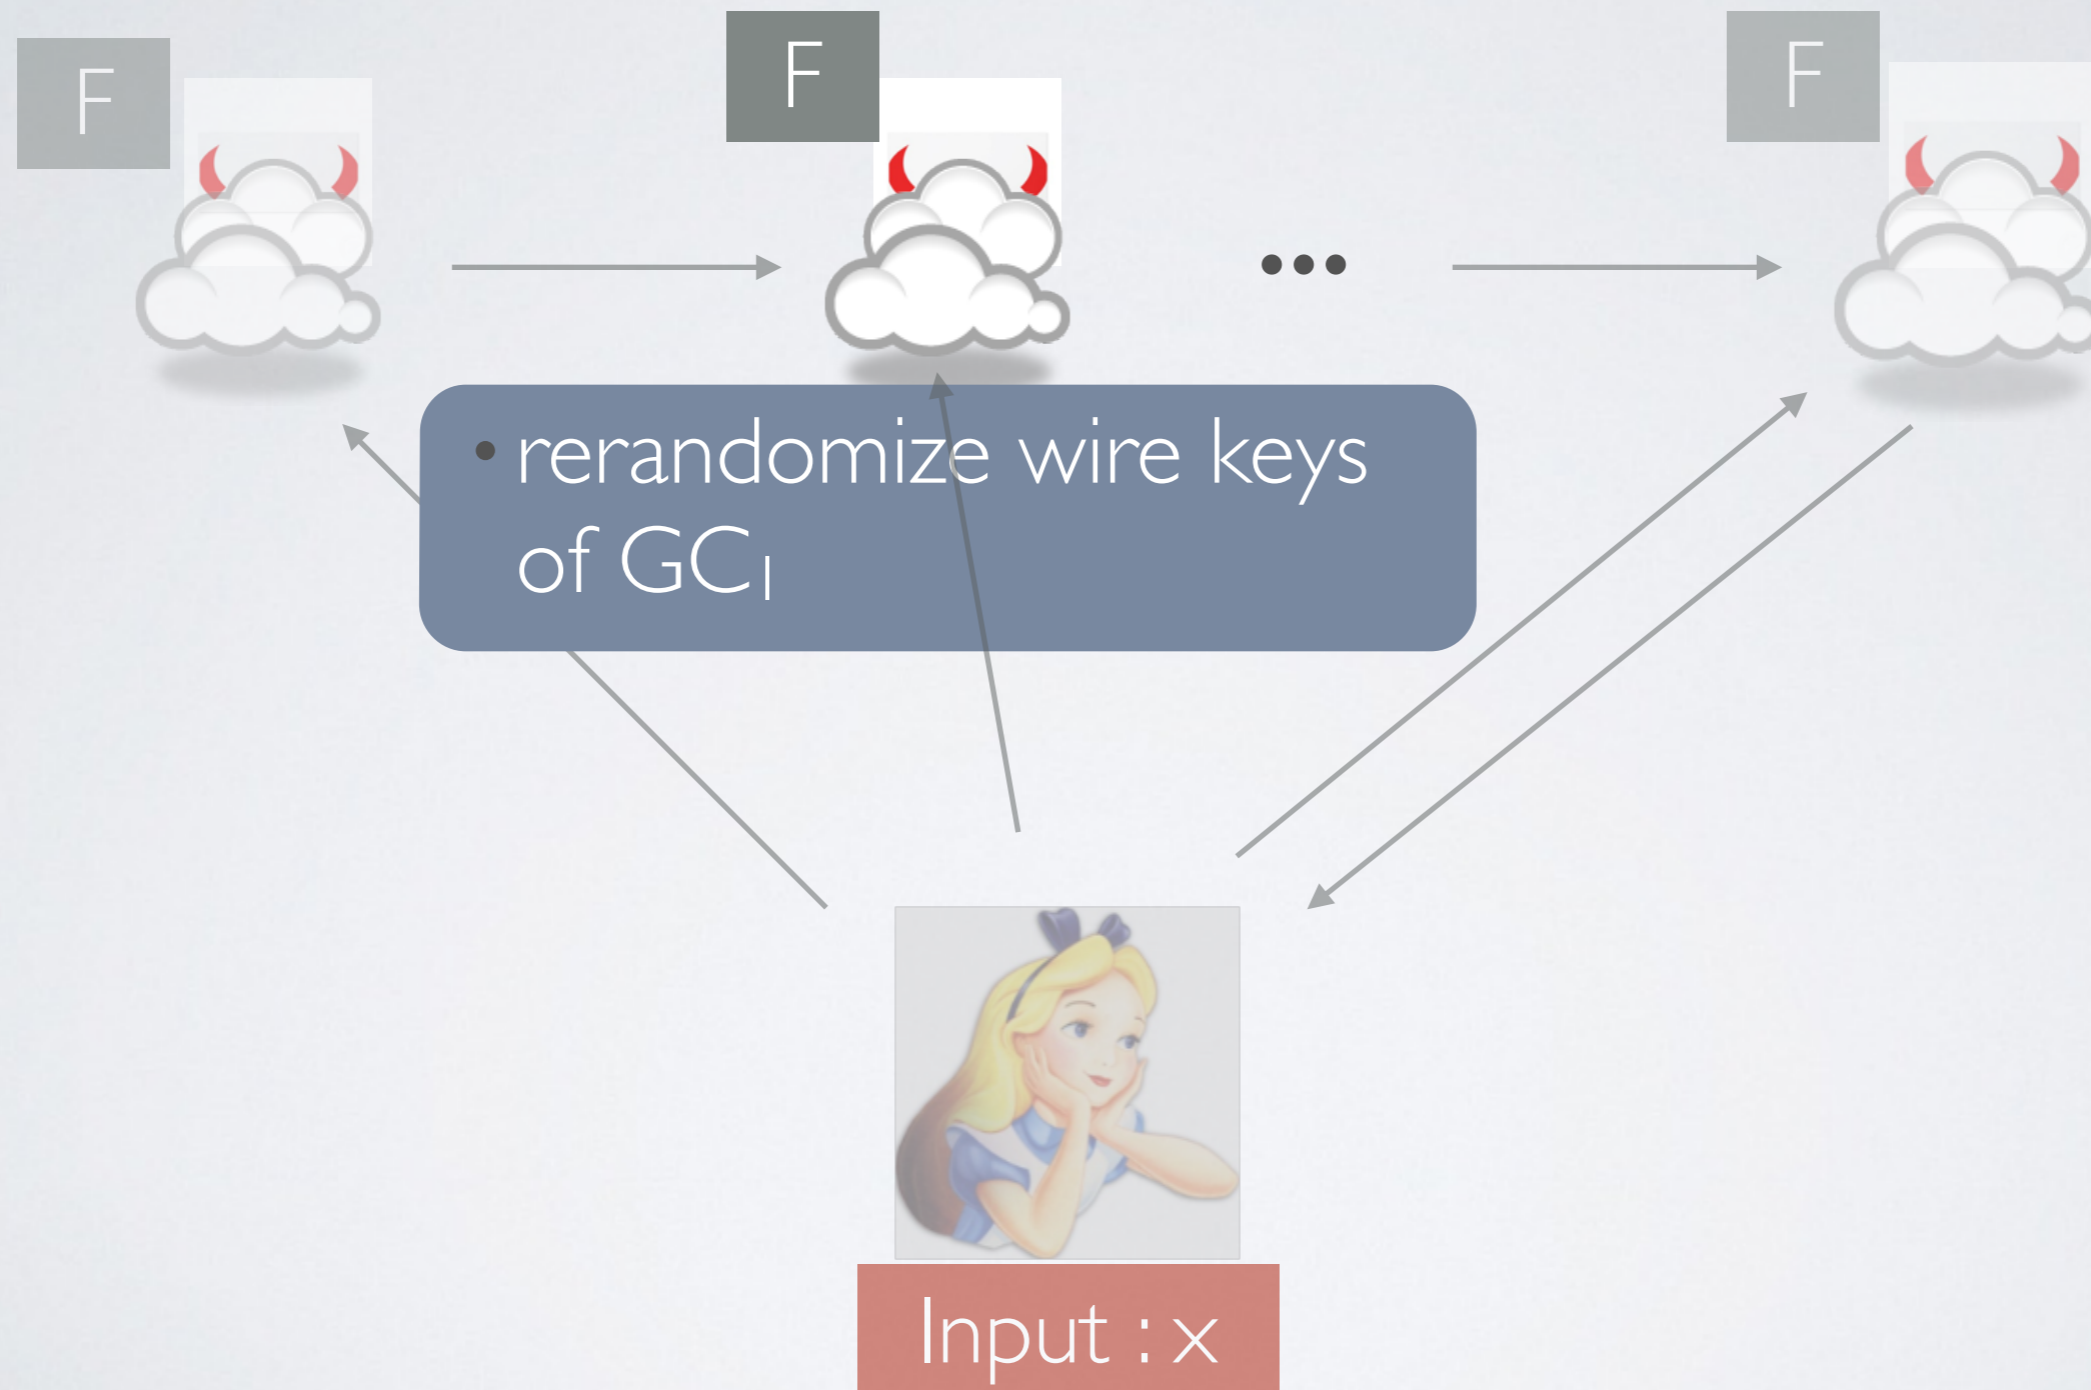 F
F
F
•••
• rerandomize wire keys
of GC₁
Input : x